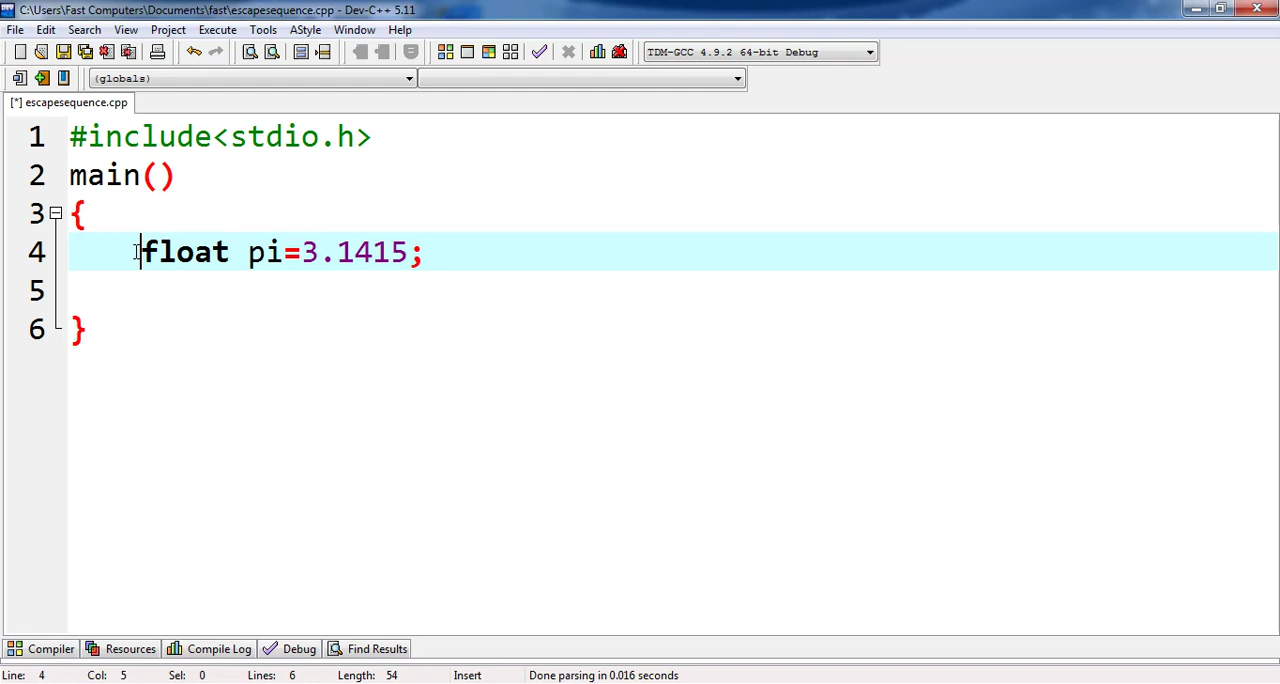 C:\Users\Fast Computers\Documents\fast\escapesequence.cpp - Dev-C++ 5.11
File Edit Search View Project Execute Tools AStyle Window Help
TDM-GCC 4.9.2 64-bit Debug
(globals)
[*] escapesequence.cpp
1 #include<stdio.h>
2 main()
3 {
4 float pi=3.1415;
5
6 }
Compiler Resources Compile Log Debug Find Results
Line: 4 Col: 5 Sel: 0 Lines: 6 Length: 54 Insert Done parsing in 0.016 seconds